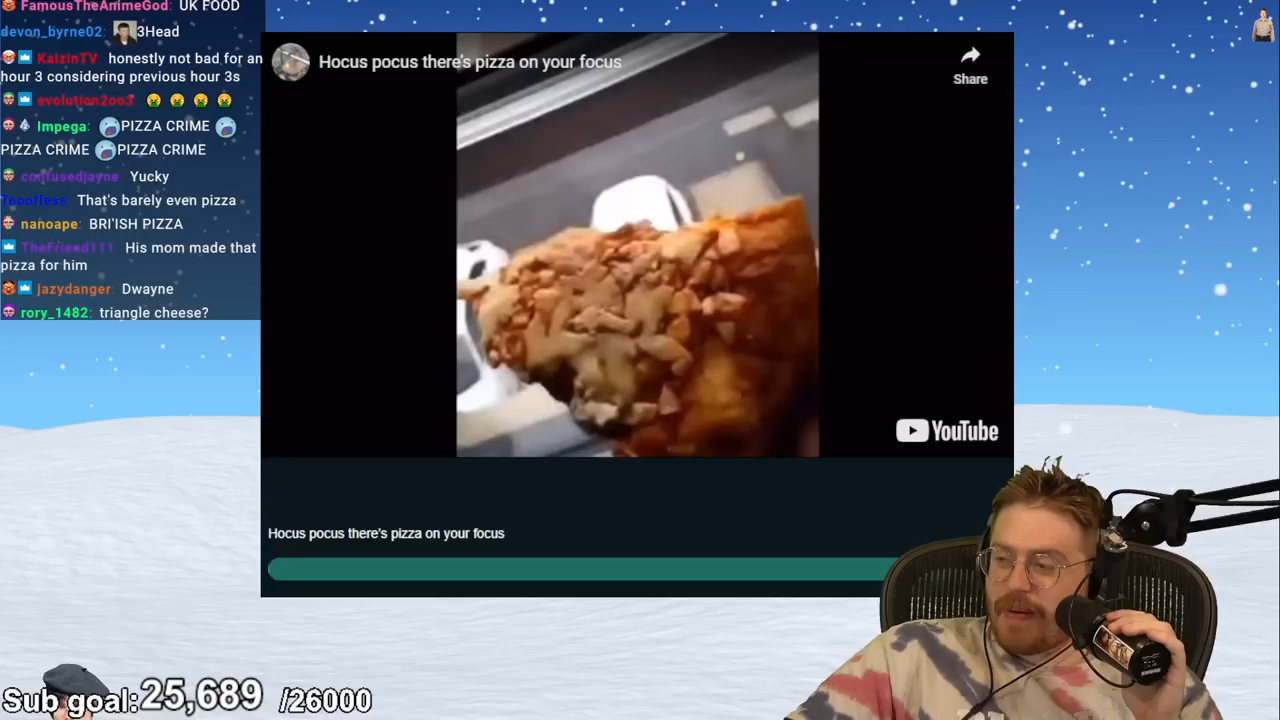 FamousTheAnimeGod: UK FOOD
devon_byrne02: 3Head
KaizinTV honestly not bad for an
hour 3 considering previous hour 3s
evolution2oo3
Impega: PIZZA CRIME
PIZZA CRIME PIZZA CRIME
confusedjayne Yucky
Tooofless That's barely even pizza
nanoape: BRI'ISH PIZZA
TheFriend111 His mom made that
pizza for him
jazydanger Dwayne
rory_1482: triangle cheese?
Hocus pocus there's pizza on your focus
Share
YouTube
Hocus pocus there's pizza on your focus
Sub goal: 25,689 /26000